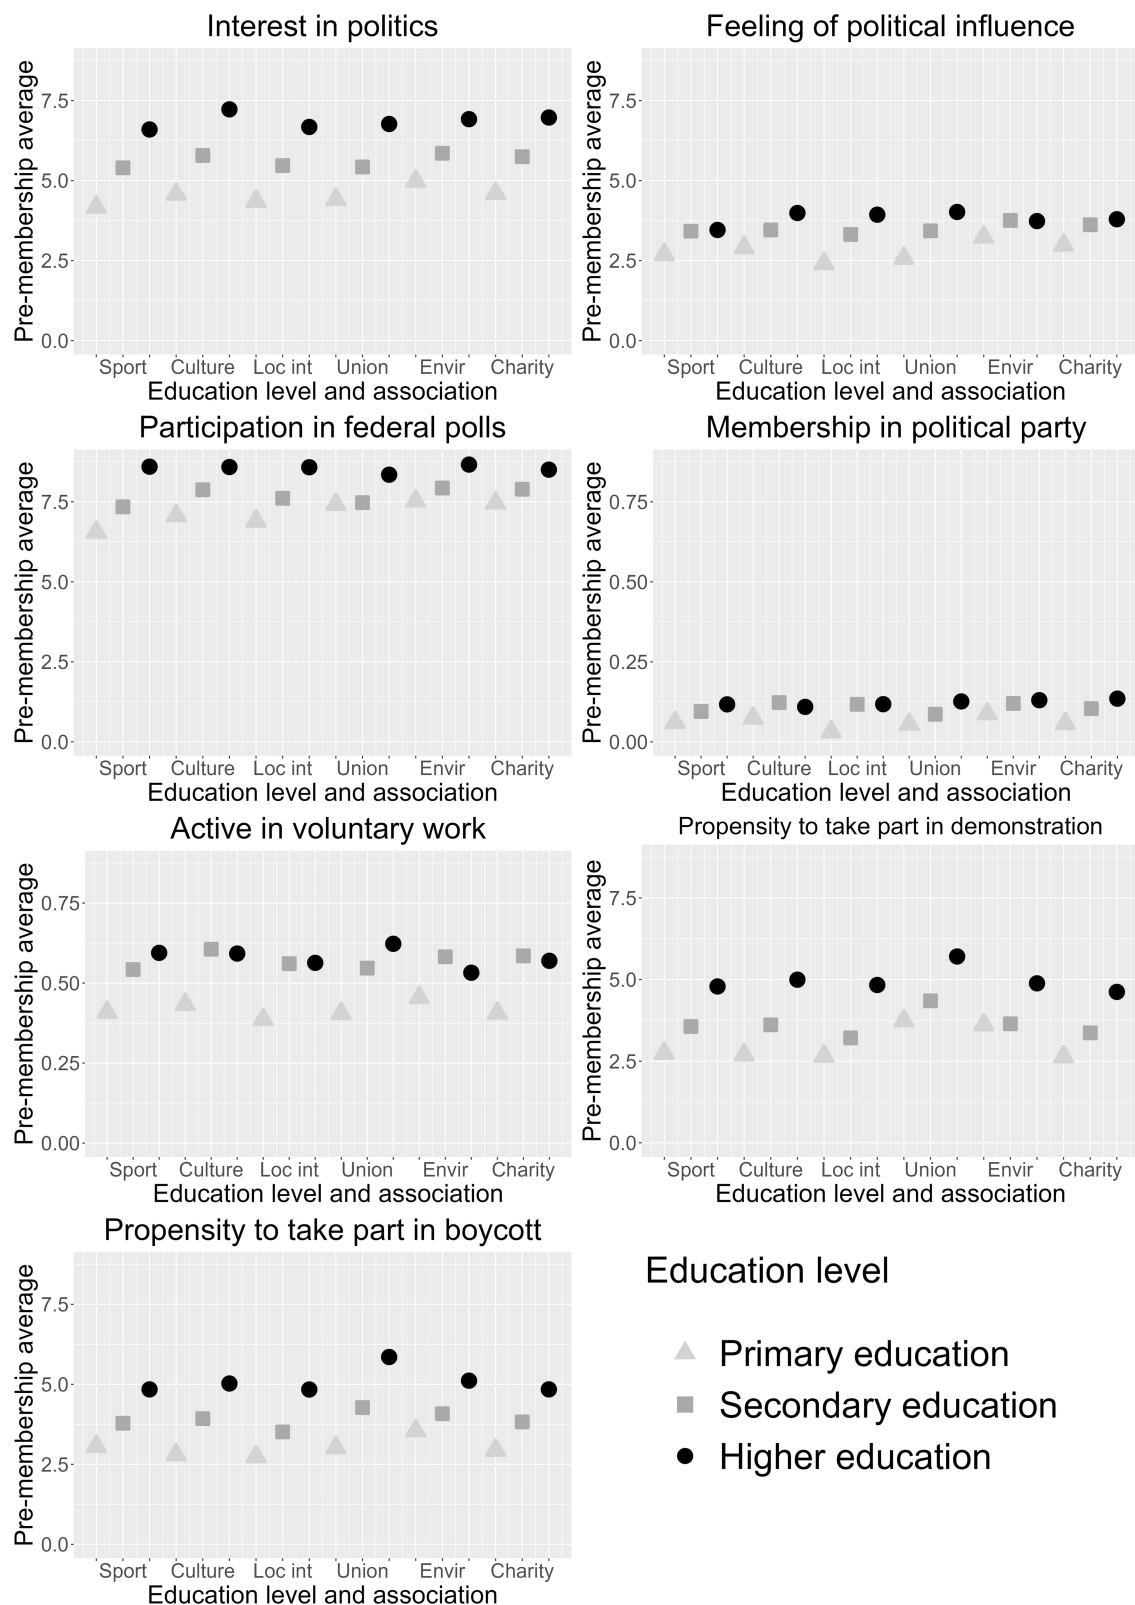 Interest in politics
Pre-membership average
7.5
5.0
2.5
0.0
Sport Culture Loc int Union Envir Charity
Education level and association
Feeling of political influence
Pre-membership average
7.5
5.0
2.5
0.0
Sport Culture Loc int Union Envir Charity
Education level and association
Participation in federal polls
Pre-membership average
7.5
5.0
2.5
0.0
Sport Culture Loc int Union Envir Charity
Education level and association
Membership in political party
Pre-membership average
0.75
0.50
0.25
0.00
Sport Culture Loc int Union Envir Charity
Education level and association
Active in voluntary work
Pre-membership average
0.75
0.50
0.25
0.00
Sport Culture Loc int Union Envir Charity
Education level and association
Propensity to take part in demonstration
Pre-membership average
7.5
5.0
2.5
0.0
Sport Culture Loc int Union Envir Charity
Education level and association
Propensity to take part in boycott
Pre-membership average
7.5
5.0
2.5
0.0
Sport Culture Loc int Union Envir Charity
Education level and association
Education level
Primary education
Secondary education
Higher education